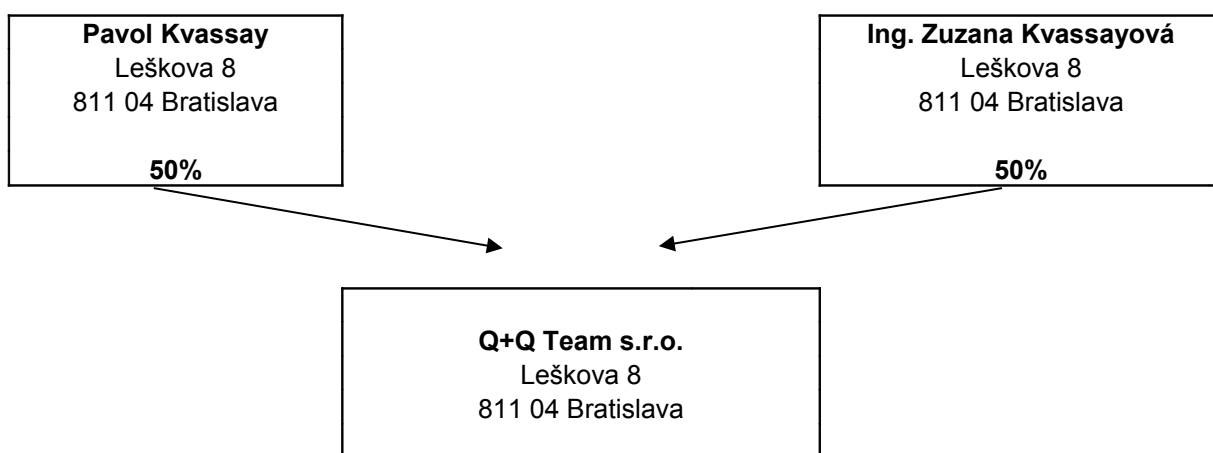 Pavol Kvassay
Leškova 8
811 04 Bratislava
50%
Ing. Zuzana Kvassayová
Leškova 8
811 04 Bratislava
50%
Q+Q Team s.r.o.
Leškova 8
811 04 Bratislava